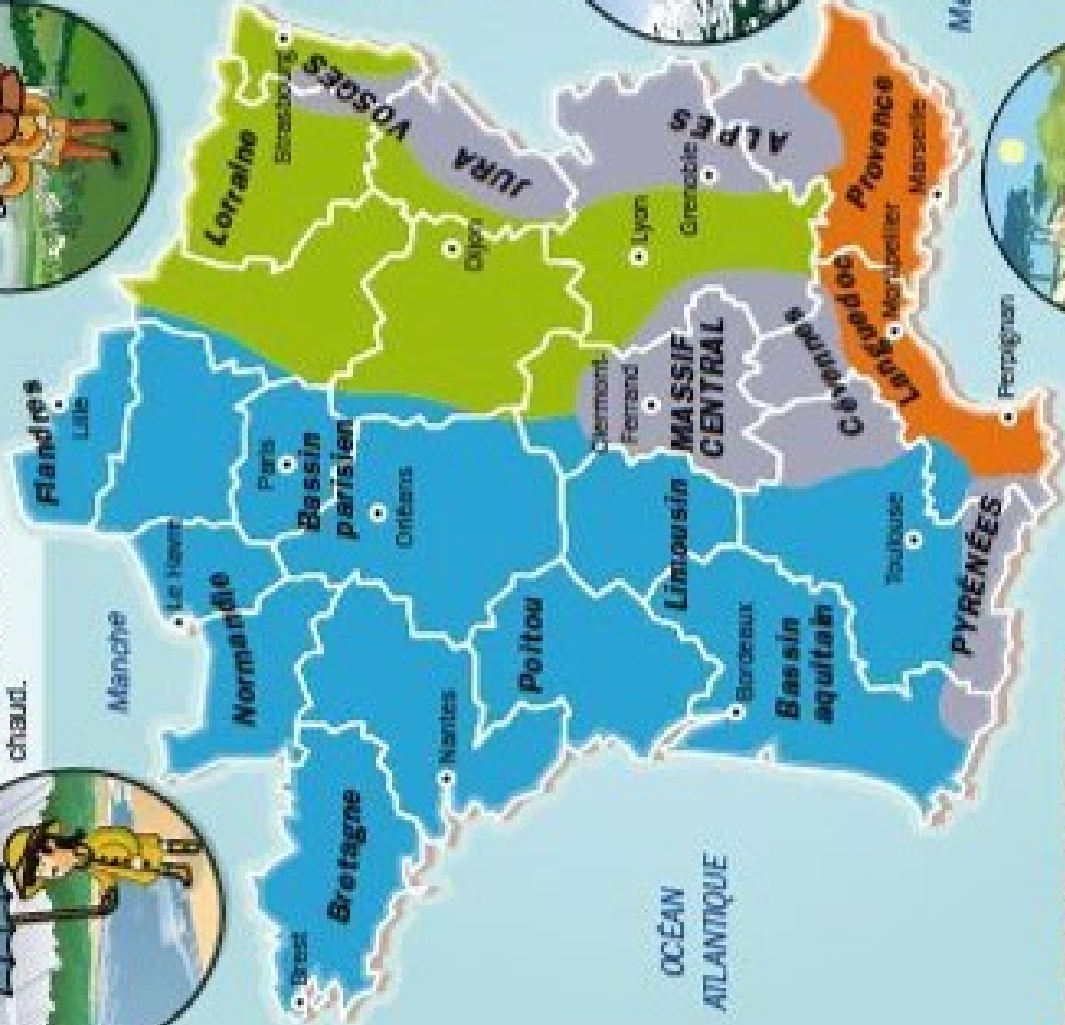 chaud.
Manche
Flandres
Lille
Le Havre
Normandie
Paris
Bassin
parisien
Orléans
Lorraine
Strasbourg
VOSGES
Brest
Bretagne
Nantes
Poitou
Dijon
JURA
Limousin
Clermont-
Ferrand
MASSIF
CENTRAL
Lyon
Grenoble
ALPES
OCÉAN
ATLANTIQUE
Bordeaux
Bassin
aquitain
Toulouse
Cévennes
Languedoc
Montpellier
Provence
Marseille
PYRÉNÉES
Perpignan